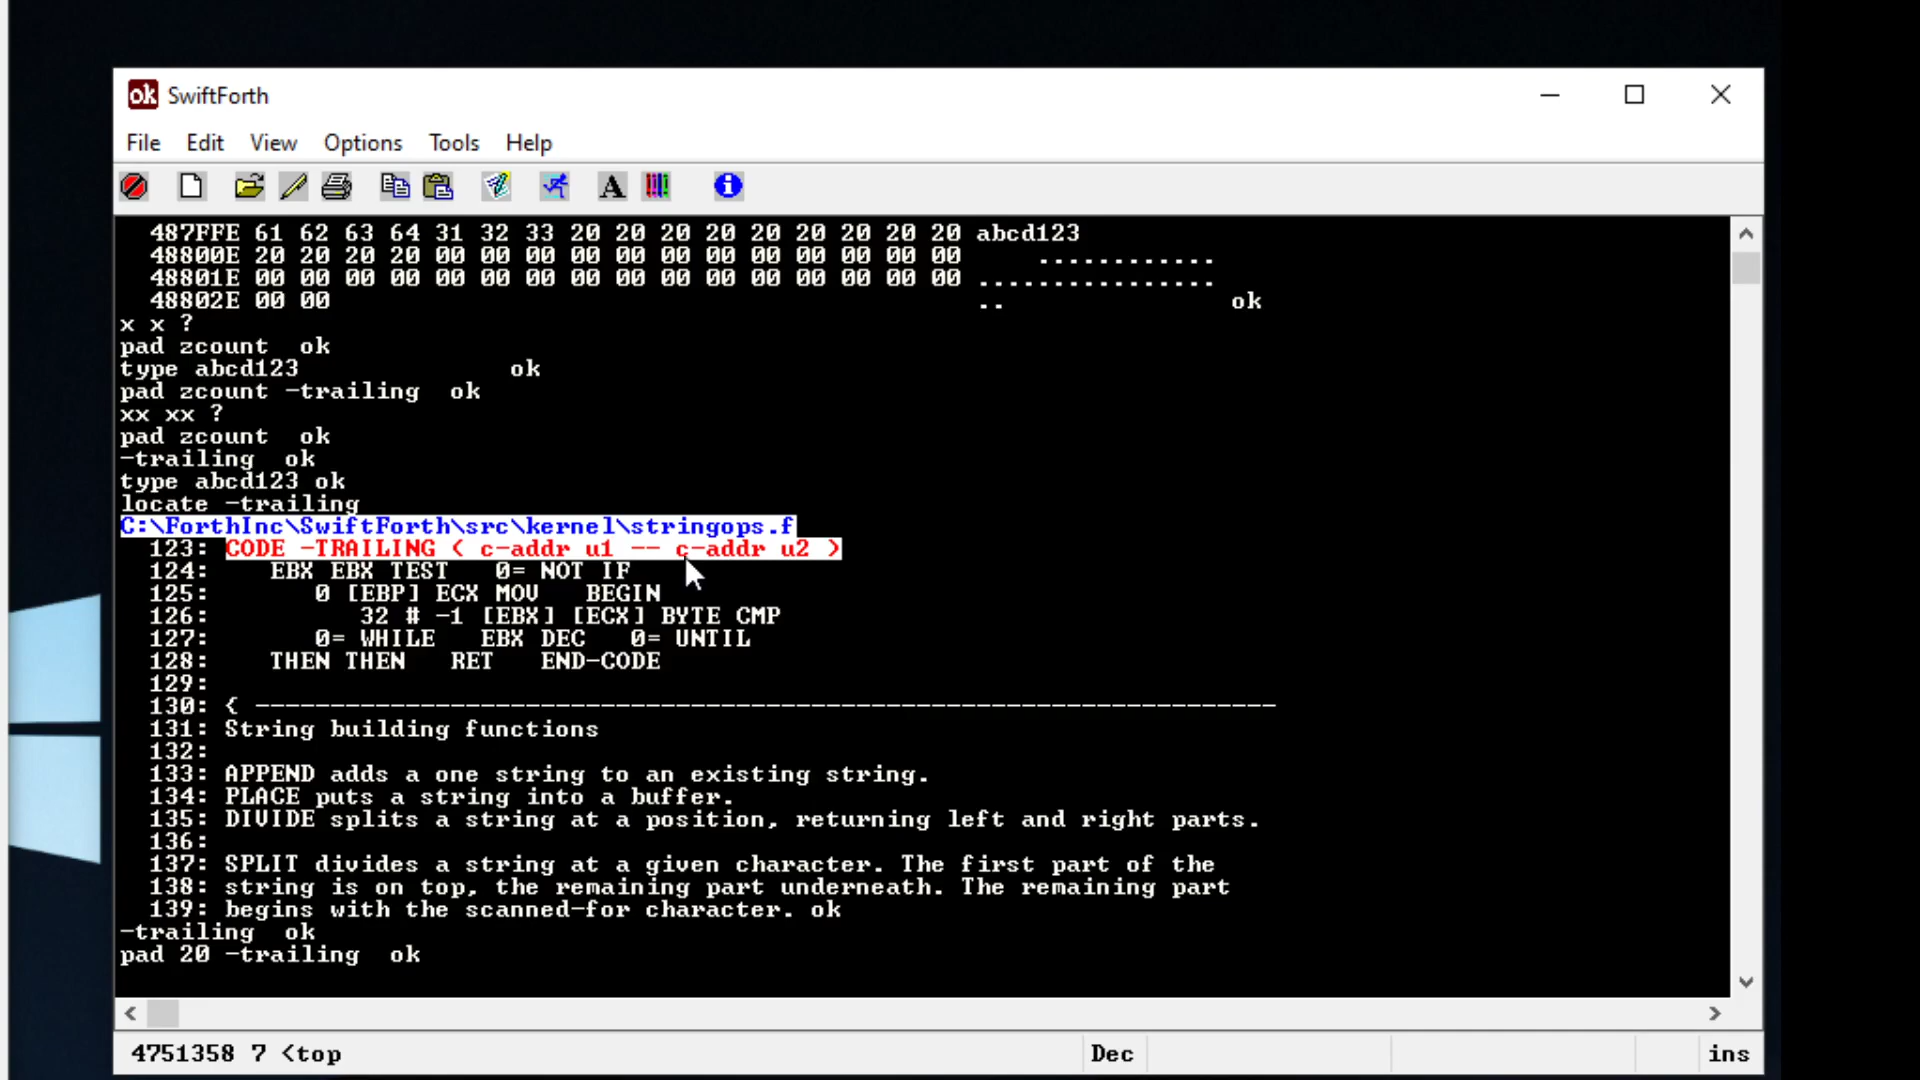 ok SwiftForth
File Edit View Options Tools Help
487FFE 61 62 63 64 31 32 33 20 20 20 20 20 20 20 20 20 abcd123
48800E 20 20 20 20 00 00 00 00 00 00 00 00 00 00 00 00     ............
48801E 00 00 00 00 00 00 00 00 00 00 00 00 00 00 00 00 ................
48802E 00 00 .. ok
x x ?
pad zcount  ok
type abcd123 ok
pad zcount -trailing  ok
xx xx ?
pad zcount  ok
-trailing  ok
type abcd123 ok
locate -trailing
C:\ForthInc\SwiftForth\src\kernel\stringops.f
123: CODE -TRAILING ( c-addr u1 -- c-addr u2 )
124:    EBX EBX TEST   0= NOT IF
125:       0 [EBP] ECX MOV   BEGIN
126:          32 # -1 [EBX] [ECX] BYTE CMP
127:       0= WHILE   EBX DEC   0= UNTIL
128:    THEN THEN   RET   END-CODE
129:
130: { --------------------------------------------------------------------
131: String building functions
132:
133: APPEND adds a one string to an existing string.
134: PLACE puts a string into a buffer.
135: DIVIDE splits a string at a position, returning left and right parts.
136:
137: SPLIT divides a string at a given character. The first part of the
138: string is on top, the remaining part underneath. The remaining part
139: begins with the scanned-for character. ok
-trailing  ok
pad 20 -trailing  ok
4751358 7 <top Dec ins